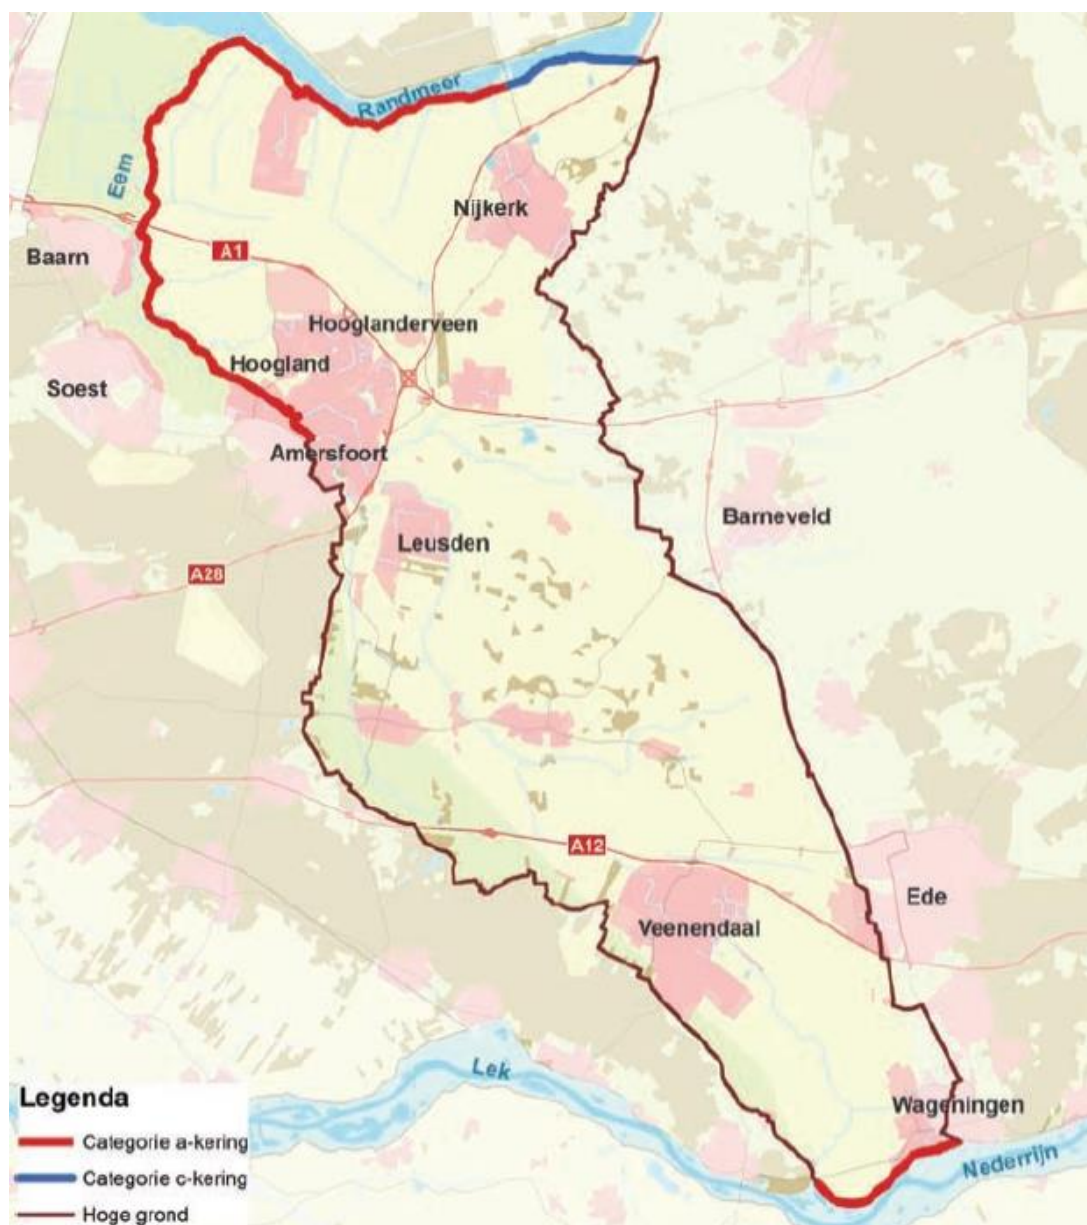 Randmeer
Eem
Nijkerk
Baarn
A1
Hooglanderveen
Hoogland
Soest
Amersfoort
Barneveld
Leusden
A28
A12
Ede
Veenendaal
Lek
Wageningen
Nederrijn
Legenda
Categorie a-kering
Categorie c-kering
Hoge grond